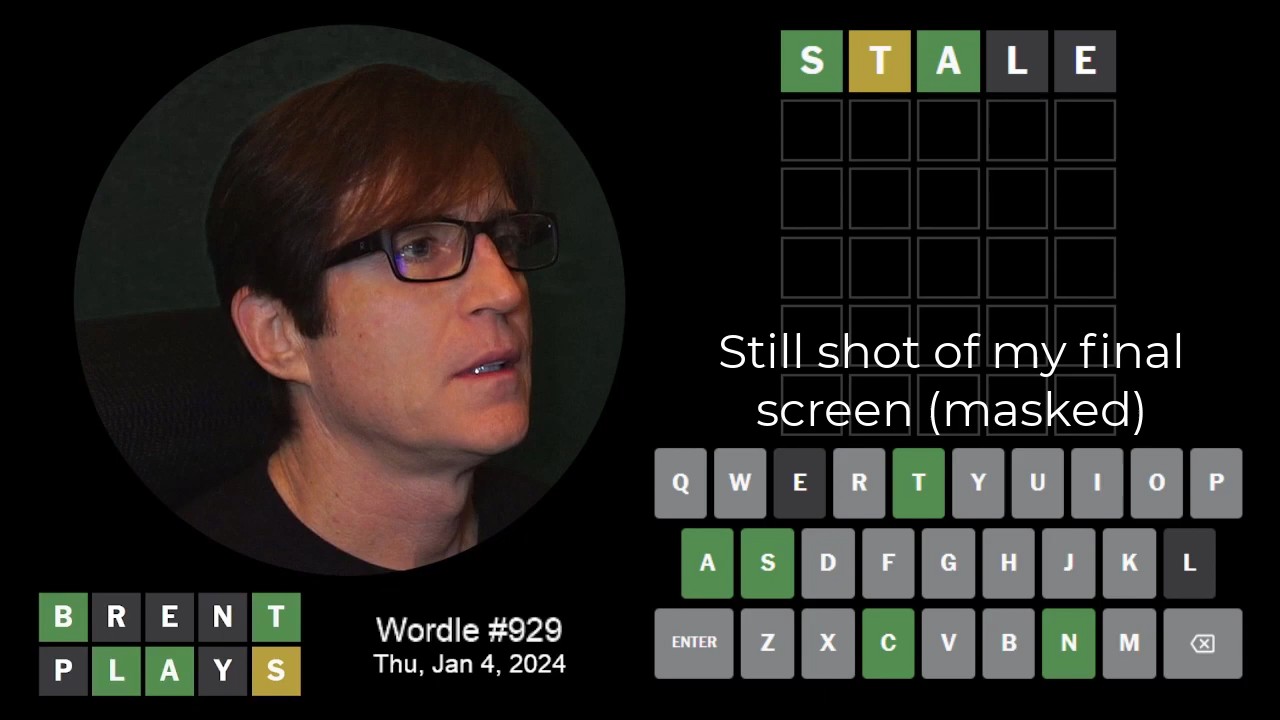 STALE
Still shot of my final
screen (masked)
QWERTYUIOP
ASDFGHJKL
ENTER ZXCVBNM
BRENT
PLAYS
Wordle #929
Thu, Jan 4, 2024